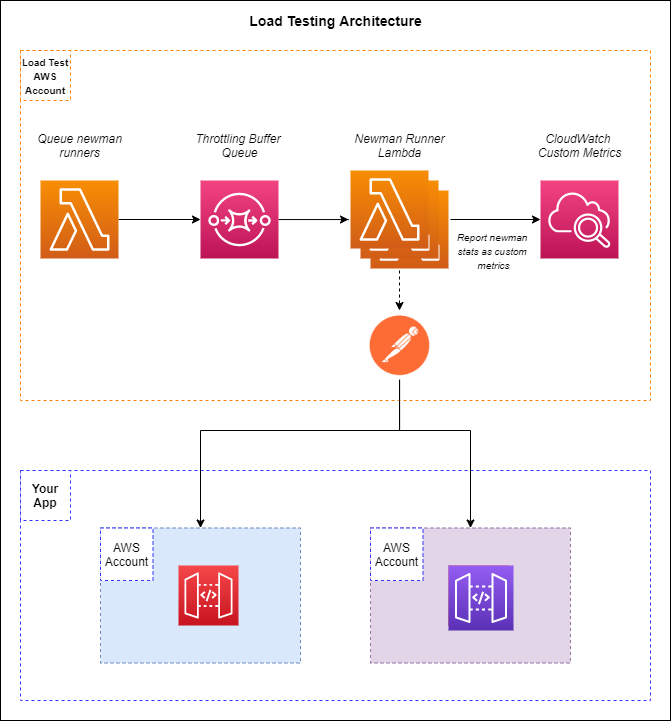 Load Testing Architecture
Load Test
AWS
Account
Queue newman
runners
Throttling Buffer
Queue
Newman Runner
Lambda
CloudWatch
Custom Metrics
Report newman
stats as custom
metrics
Your
App
AWS
Account
</>
AWS
Account
</>